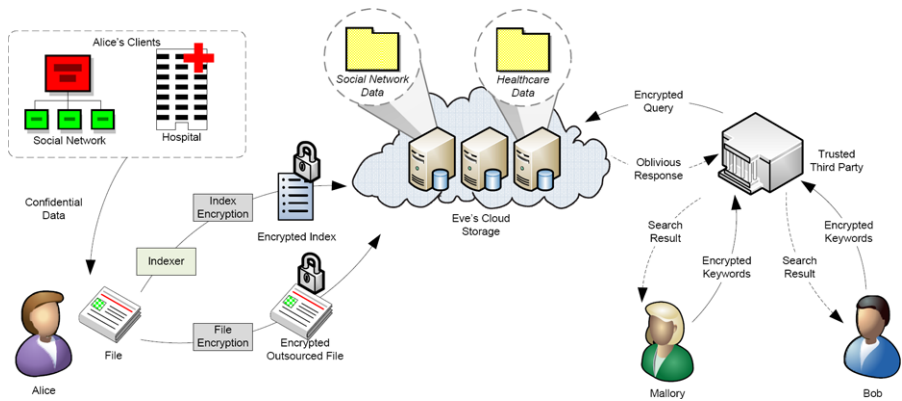 Alice's Clients
Social Network
Hospital
Social Network
Data
Healthcare
Data
Encrypted
Query
Trusted
Third Party
Oblivious
Response
Eve's Cloud
Storage
Confidential
Data
Index
Encryption
Encrypted Index
Indexer
Search
Result
Encrypted
Keywords
Search
Result
Encrypted
Keywords
File
Encryption
Encrypted
Outsourced File
File
Alice
Mallory
Bob